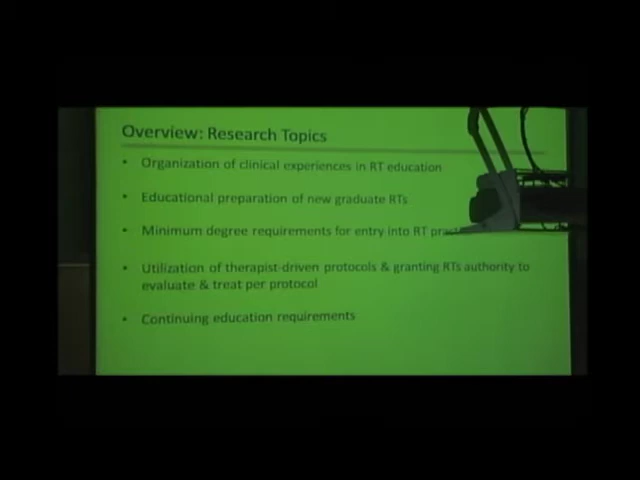 Overview: Research Topics
• Organization of clinical experiences in RT education
• Educational preparation of new graduate RTs
• Minimum degree requirements for entry into RT
• Utilization of therapist-driven protocols & granting RTs authority to
evaluate & treat per protocol
• Continuing education requirements